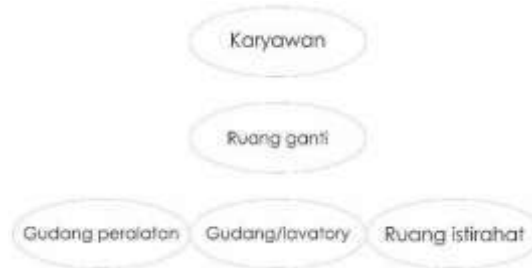 Karyawan
Ruang ganti
Gudang peralatan
Gudang/lavatory
Ruang istirahat